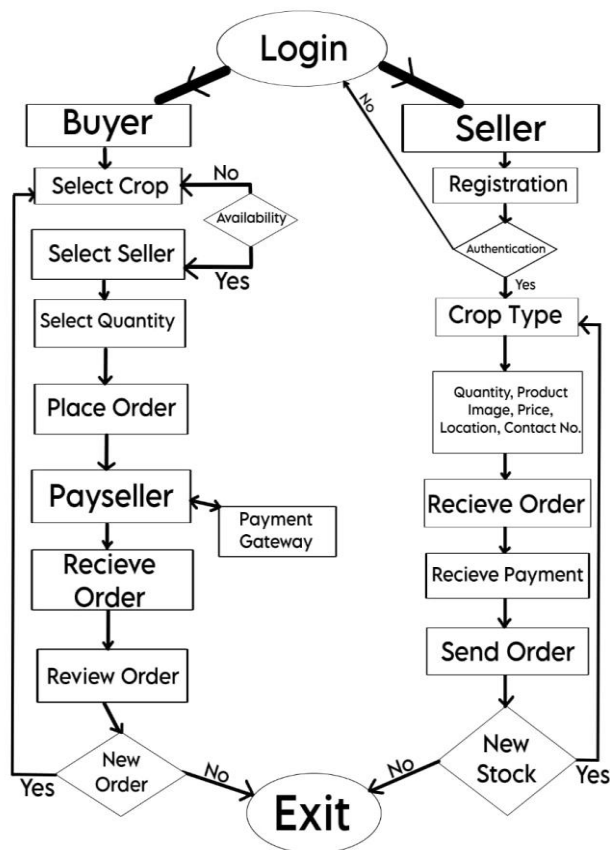 Login
Buyer
Select Crop
No
Availability
Select Seller
Yes
Select Quantity
Place Order
Payseller
Payment
Gateway
Recieve
Order
Review Order
New
Order
Yes
No
No
Seller
Registration
Authentication
Yes
Crop Type
Quantity, Product
Image, Price,
Location, Contact No.
Recieve Order
Recieve Payment
Send Order
New
Stock
Yes
No
Exit